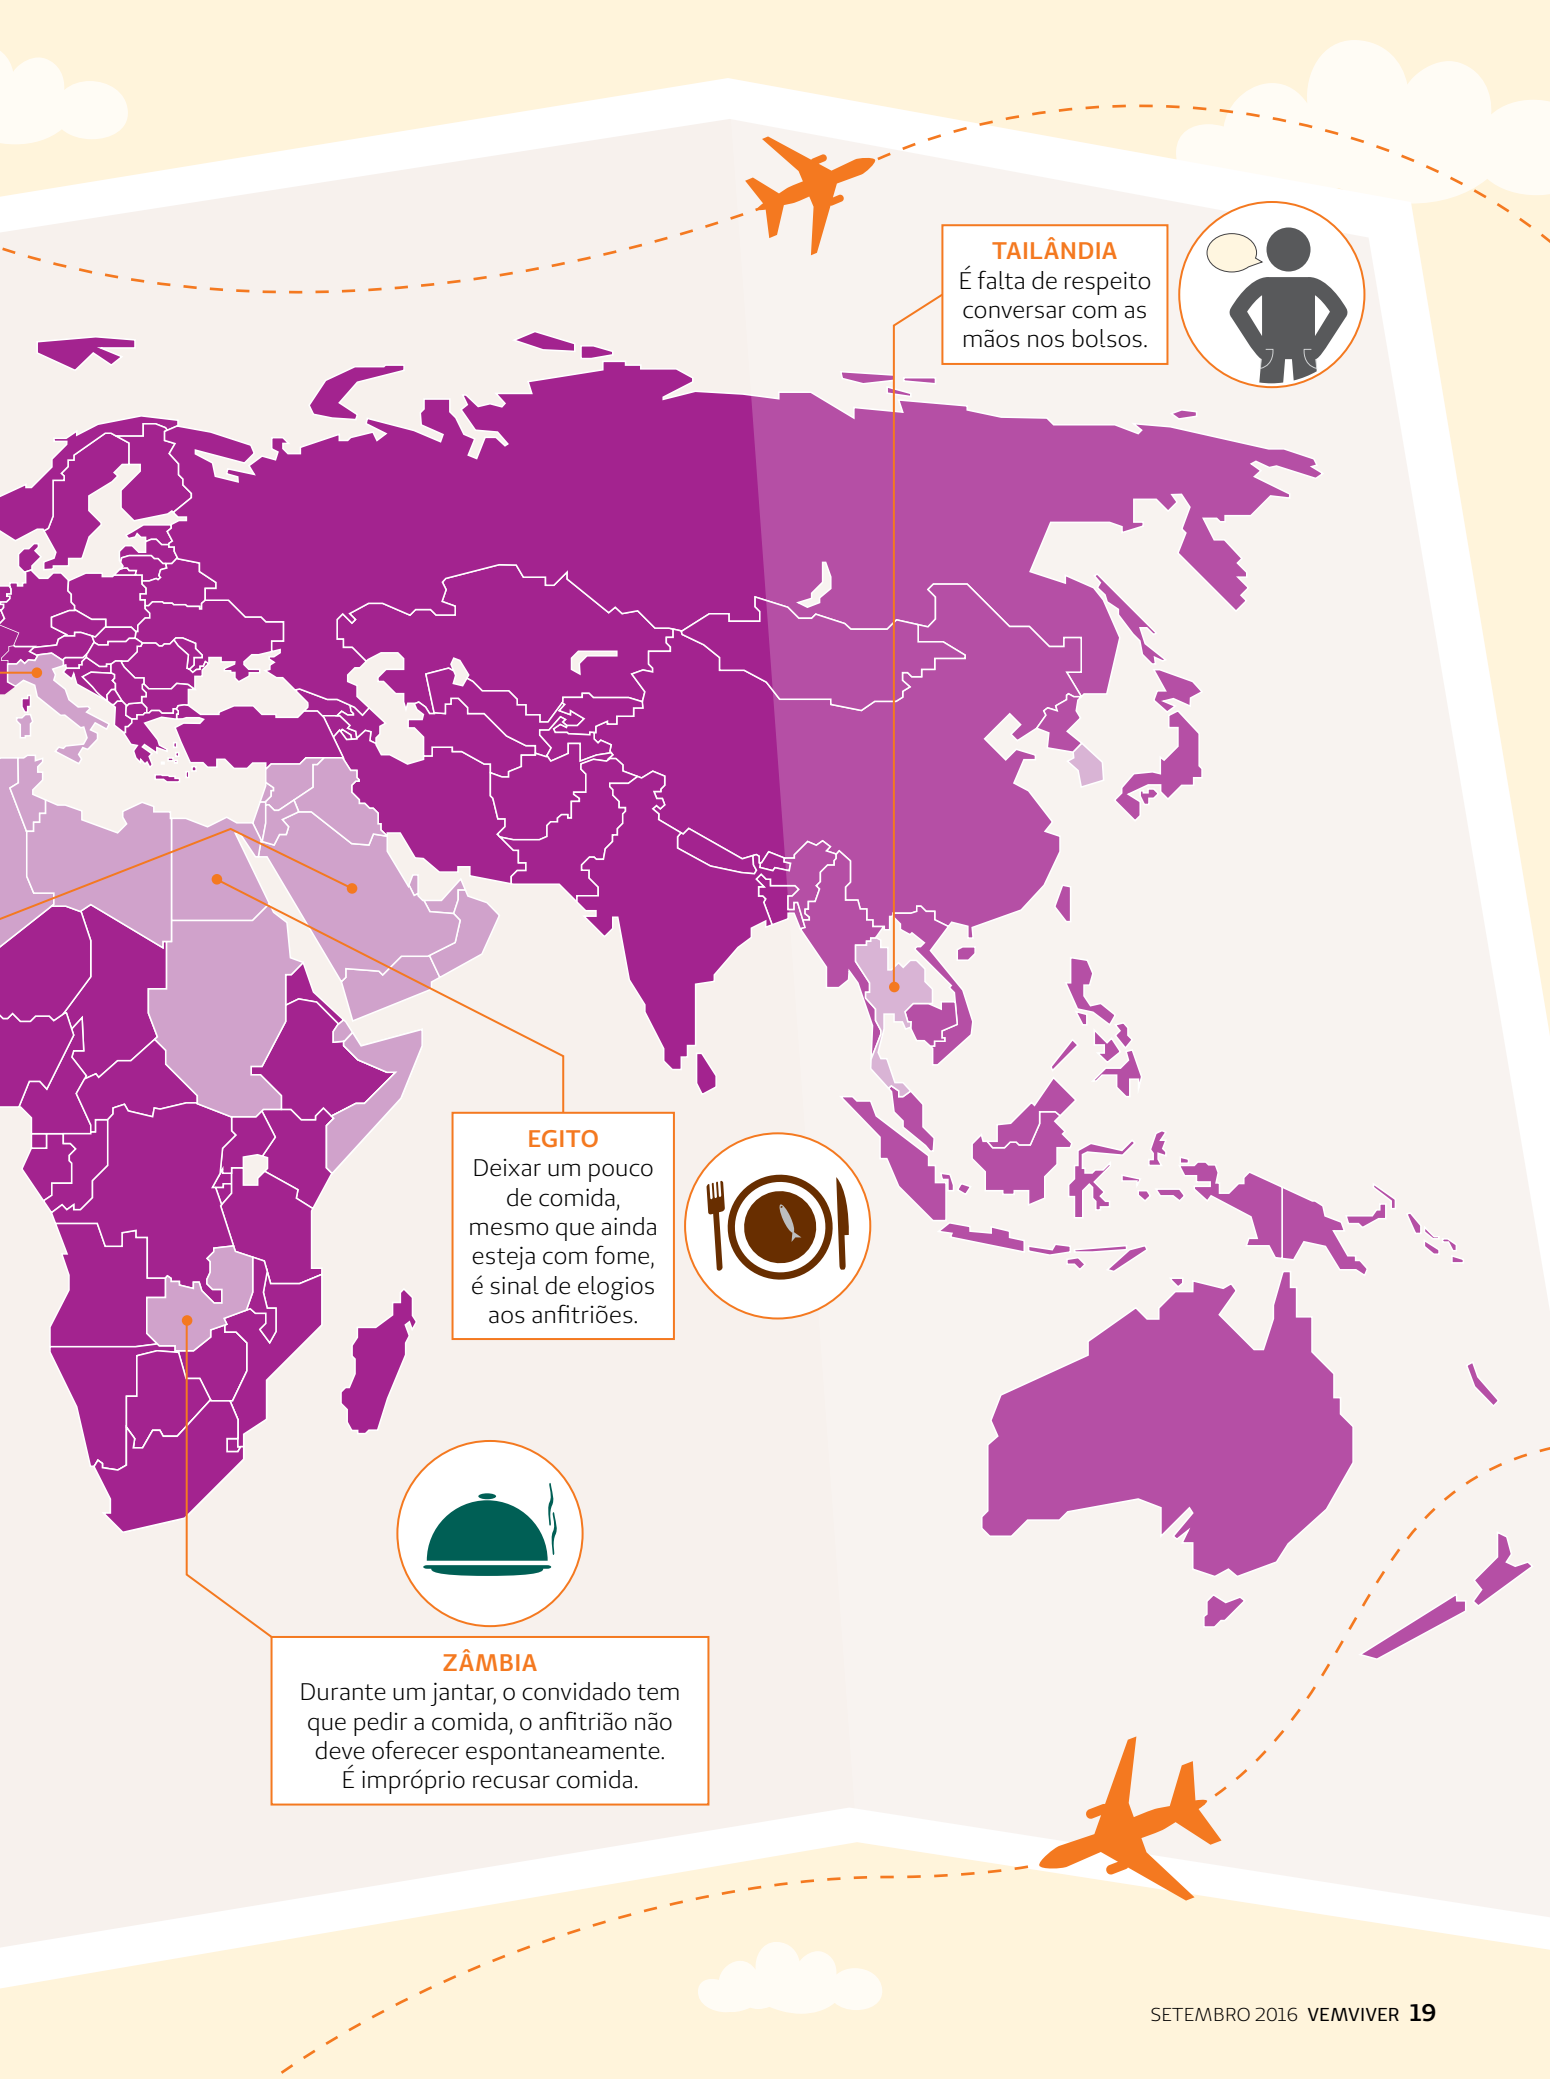 TAILÂNDIA
É falta de respeito
conversar com as
mãos nos bolsos.
EGITO
Deixar um pouco
de comida,
mesmo que ainda
esteja com fome,
é sinal de elogios
aos anfitriões.
ZÂMBIA
Durante um jantar, o convidado tem
que pedir a comida, o anfitrião não
deve oferecer espontaneamente.
É impróprio recusar comida.
SETEMBRO 2016 VEMVIVER 19